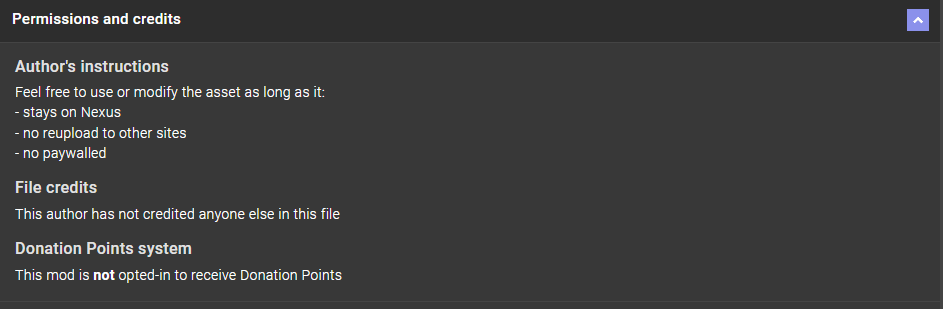 Permissions and credits
Author's instructions
Feel free to use or modify the asset as long as it:
- stays on Nexus
- no reupload to other sites
- no paywalled
File credits
This author has not credited anyone else in this file
Donation Points system
This mod is not opted-in to receive Donation Points